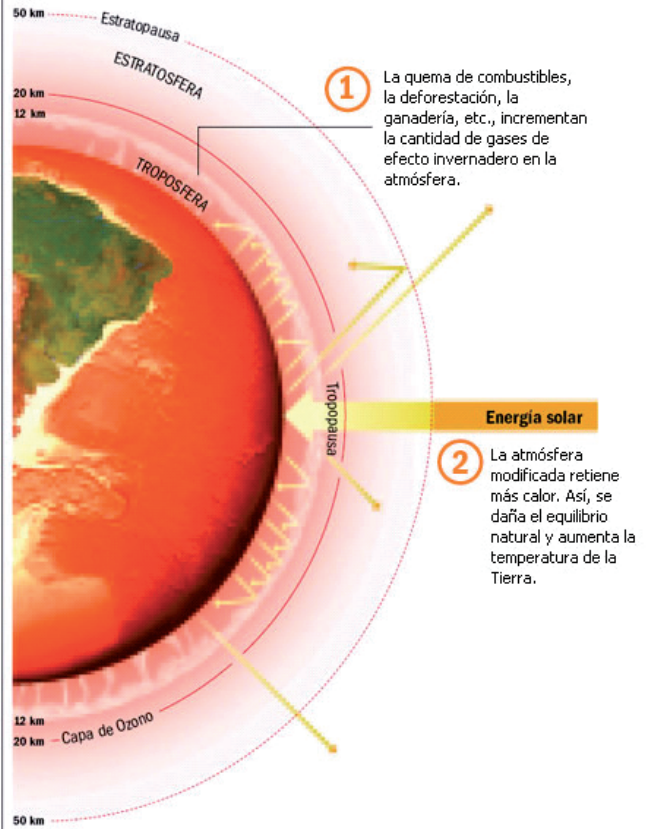 50 km
Estratopausa
ESTRATOSFERA
20 km
12 km
TROPOSFERA
1
La quema de combustibles,
la deforestación, la
ganadería, etc., incrementan
la cantidad de gases de
efecto invernadero en la
atmósfera.
Tropopausa
Energía solar
2
La atmósfera
modificada retiene
más calor. Así, se
daña el equilibrio
natural y aumenta la
temperatura de la
Tierra.
12 km
20 km
Capa de Ozono
50 km